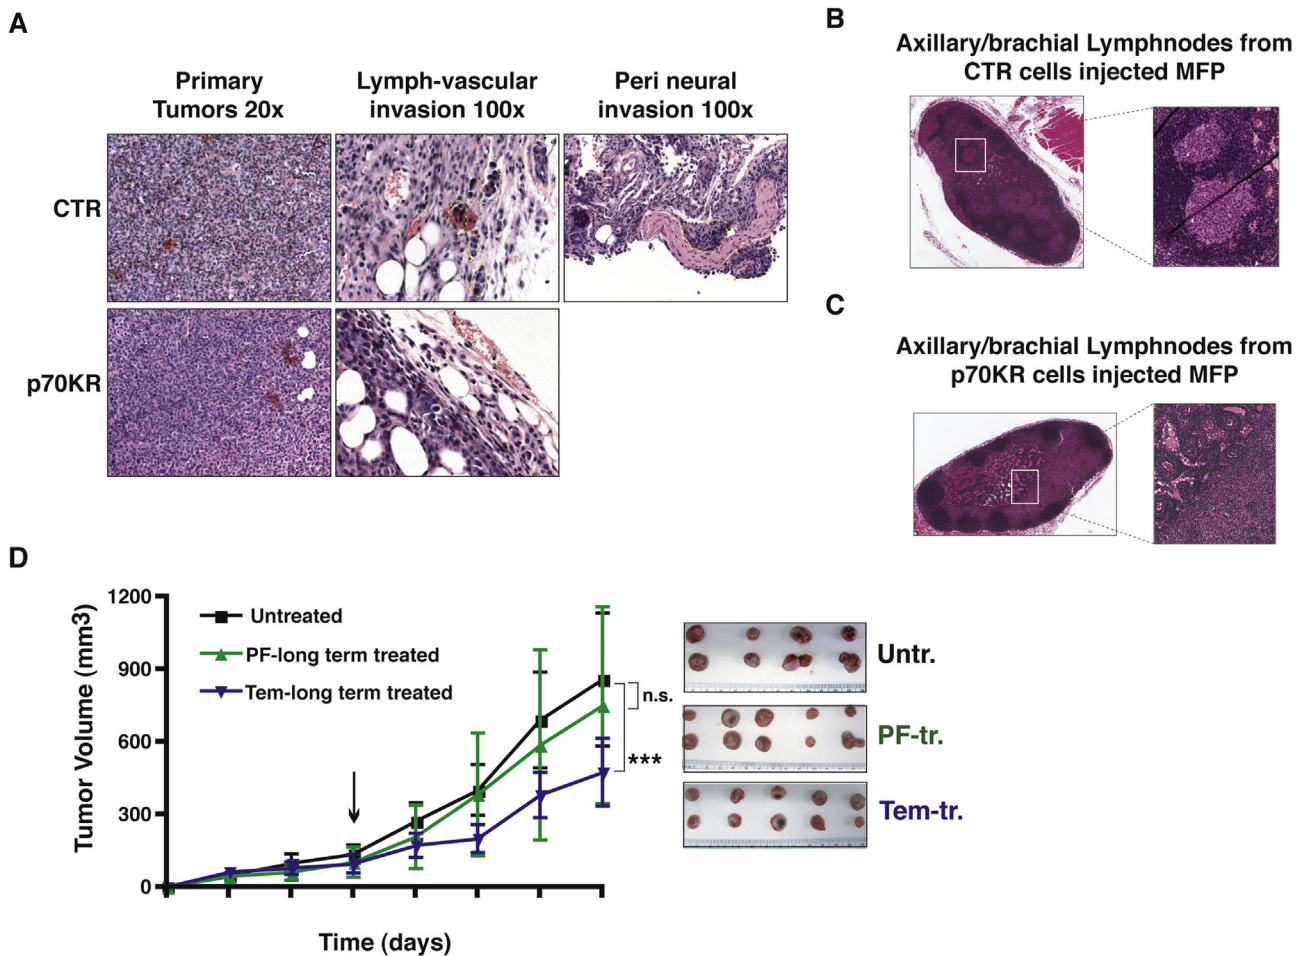 A
Primary
Tumors 20x
Lymph-vascular
invasion 100x
Peri neural
invasion 100x
CTR
p70KR
B
Axillary/brachial Lymphnodes from
CTR cells injected MFP
C
Axillary/brachial Lymphnodes from
p70KR cells injected MFP
D
Tumor Volume (mm3)
1200
900
600
300
0
Untreated
PF-long term treated
Tem-long term treated
n.s.
***
Time (days)
Untr.
PF-tr.
Tem-tr.